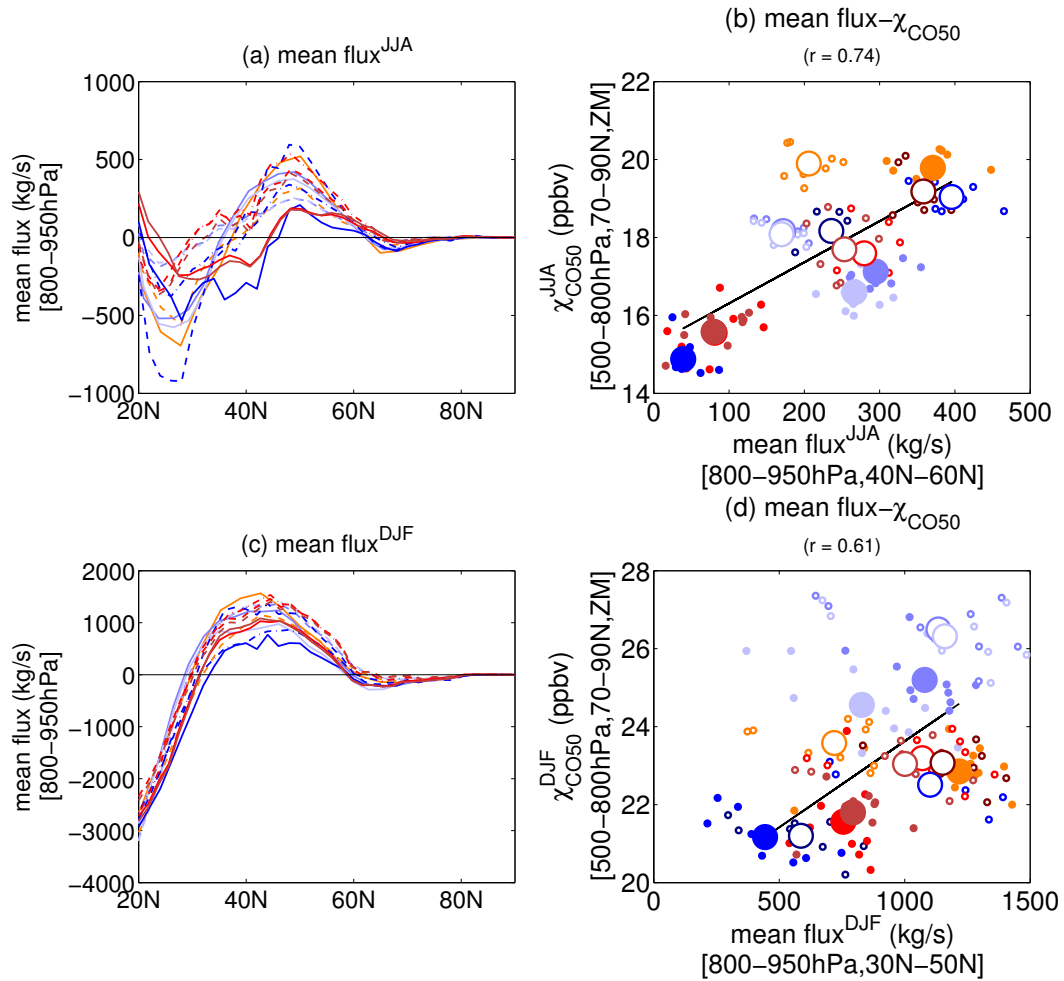 (a) mean flux^JJA
mean flux (kg/s)
[800−950hPa]
1000
500
0
−500
−1000
20N 40N 60N 80N
(b) mean flux−χ_CO50
(r = 0.74)
χ^JJA_CO50 (ppbv)
[500−800hPa,70−90N,ZM]
22
20
18
16
14
0 100 200 300 400 500
mean flux^JJA (kg/s)
[800−950hPa,40N−60N]
(c) mean flux^DJF
mean flux (kg/s)
[800−950hPa]
2000
1000
0
−1000
−2000
−3000
−4000
20N 40N 60N 80N
(d) mean flux−χ_CO50
(r = 0.61)
χ^DJF_CO50 (ppbv)
[500−800hPa,70−90N,ZM]
28
26
24
22
20
0 500 1000 1500
mean flux^DJF (kg/s)
[800−950hPa,30N−50N]